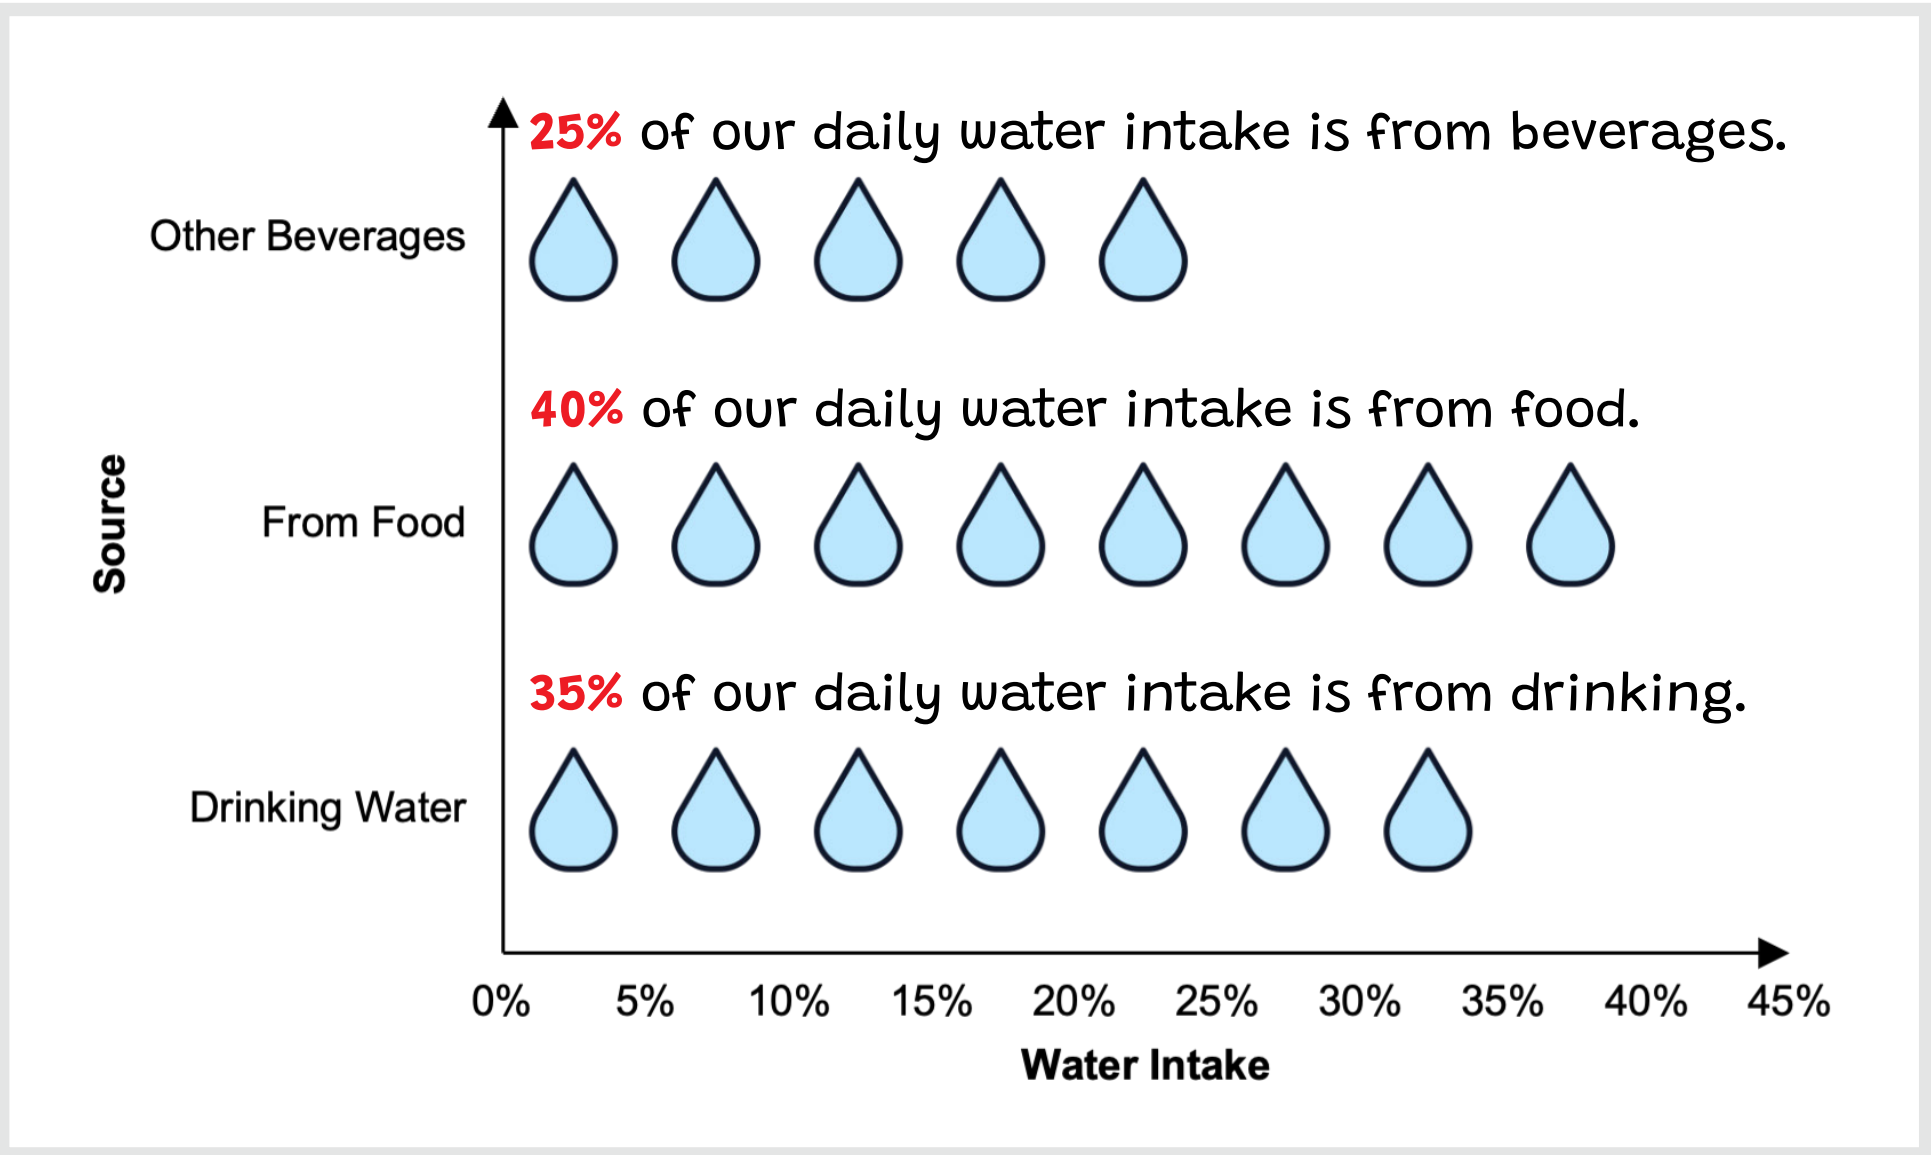 25% of our daily water intake is from beverages.
Other Beverages
40% of our daily water intake is from food.
From Food
Source
35% of our daily water intake is from drinking.
Drinking Water
0% 5% 10% 15% 20% 25% 30% 35% 40% 45%
Water Intake